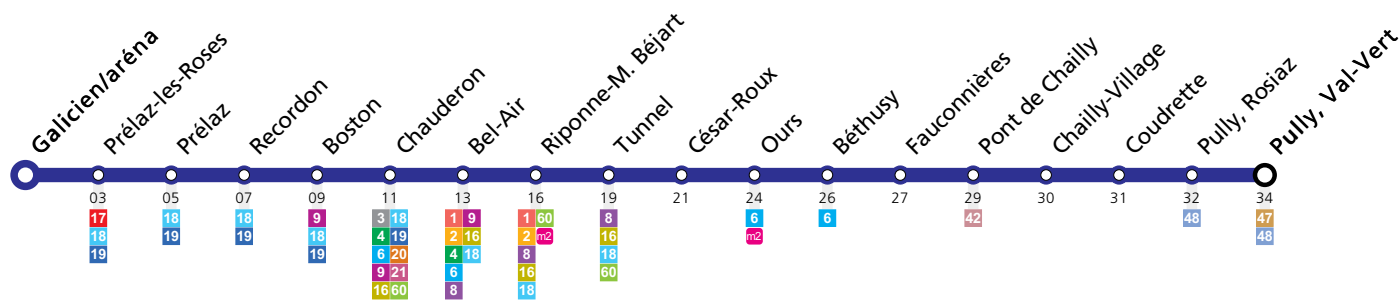 Galicien/aréna
Prélaz-les-Roses
Prélaz
Recordon
Boston
Chauderon
Bel-Air
Riponne-M. Béjart
Tunnel
César-Roux
Ours
Béthusy
Fauconnières
Pont de Chailly
Chailly-Village
Coudrette
Pully, Rosiaz
Pully, Val-Vert
03 05 07 09 11 13 16 19 21 24 26 27 29 30 31 32 34
17 18 18 9 3 18 1 9 1 60 8 6 6 42 48 47
18 19 19 18 4 19 2 16 2 m2 16 m2 48
19 19 6 20 4 18 8 18
9 21 6 16 60
16 60 8 18